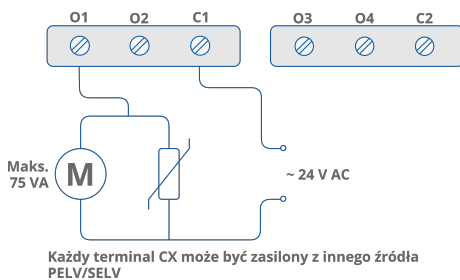 O1 O2 C1 O3 O4 C2
Maks.
75 VA
M
~ 24 V AC
Każdy terminal CX może być zasilony z innego źródła
PELV/SELV